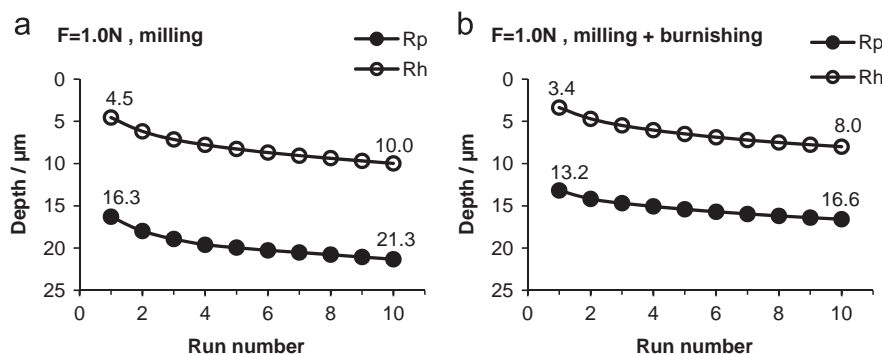 a
F=1.0N , milling
Rp
Rh
0
5
10
15
20
25
Depth / µm
4.5
10.0
16.3
21.3
0 2 4 6 8 10
Run number
b
F=1.0N , milling + burnishing
Rp
Rh
0
5
10
15
20
25
Depth / µm
3.4
8.0
13.2
16.6
0 2 4 6 8 10
Run number